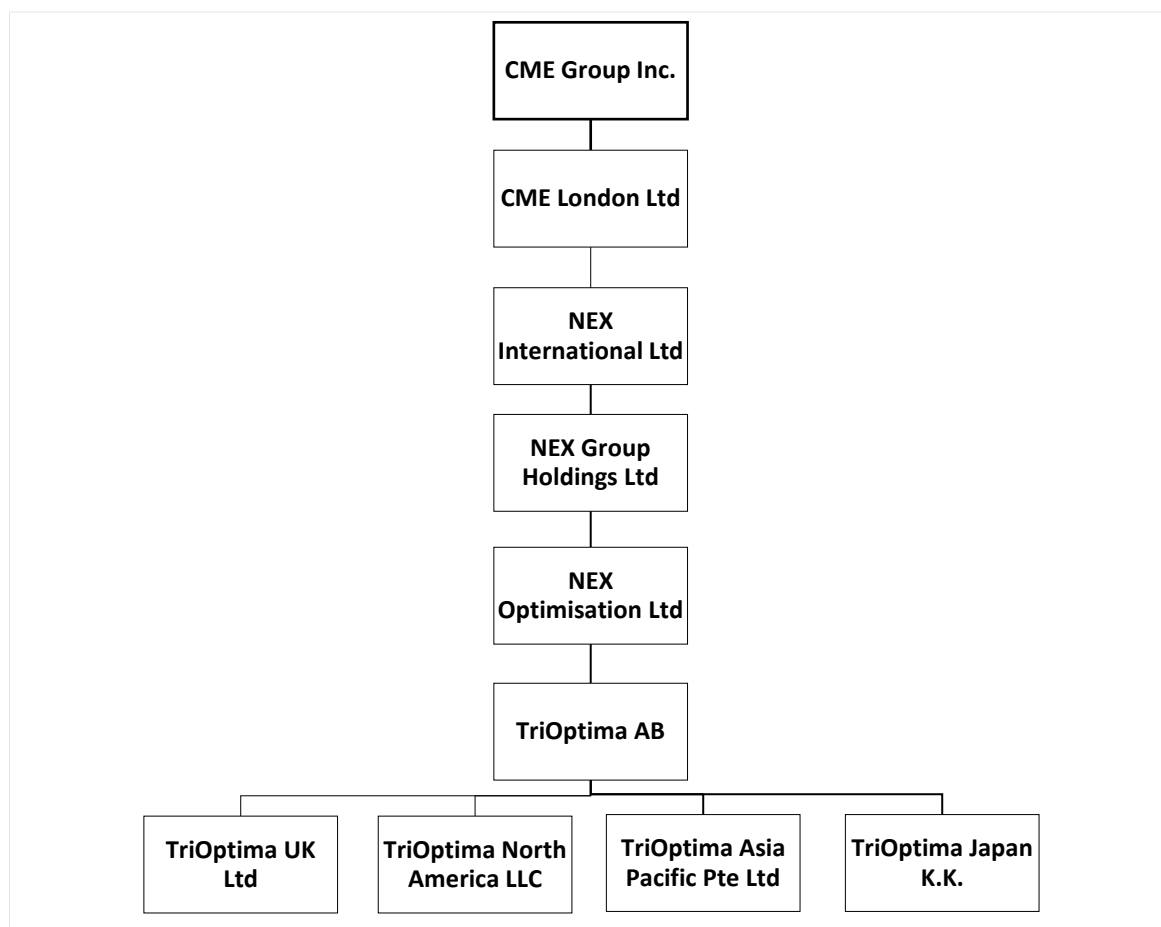 CME Group Inc.
CME London Ltd
NEX
International Ltd
NEX Group
Holdings Ltd
NEX
Optimisation Ltd
TriOptima AB
TriOptima UK
Ltd
TriOptima North
America LLC
TriOptima Asia
Pacific Pte Ltd
TriOptima Japan
K.K.